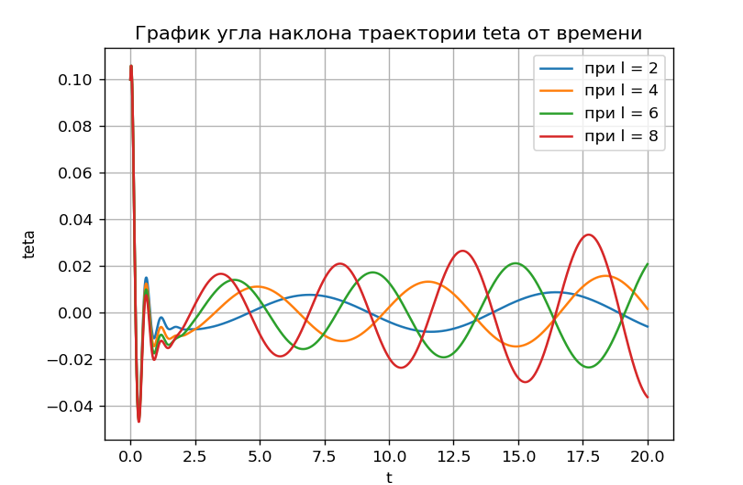 График угла наклона траектории teta от времени
при l = 2
при l = 4
при l = 6
при l = 8
0.10
0.08
0.06
0.04
0.02
0.00
−0.02
−0.04
teta
0.0 2.5 5.0 7.5 10.0 12.5 15.0 17.5 20.0
t